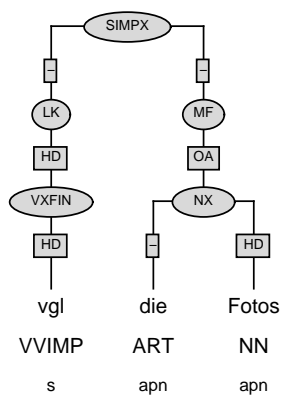 SIMPX
– –
LK MF
HD OA
VXFIN NX
HD – HD
vgl die Fotos
VVIMP ART NN
s apn apn